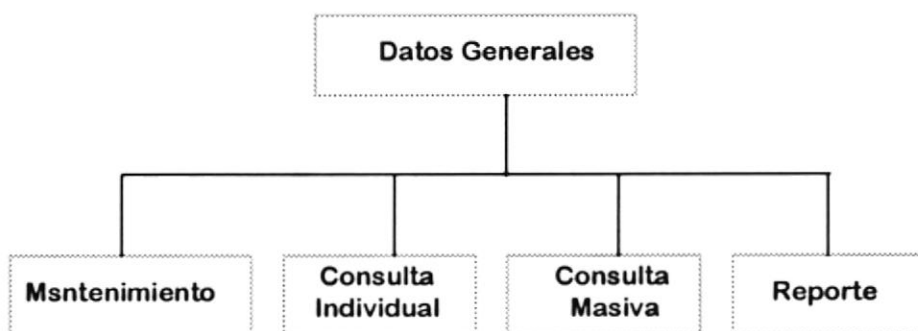 Datos Generales
Msntenimiento
Consulta
Individual
Consulta
Masiva
Reporte